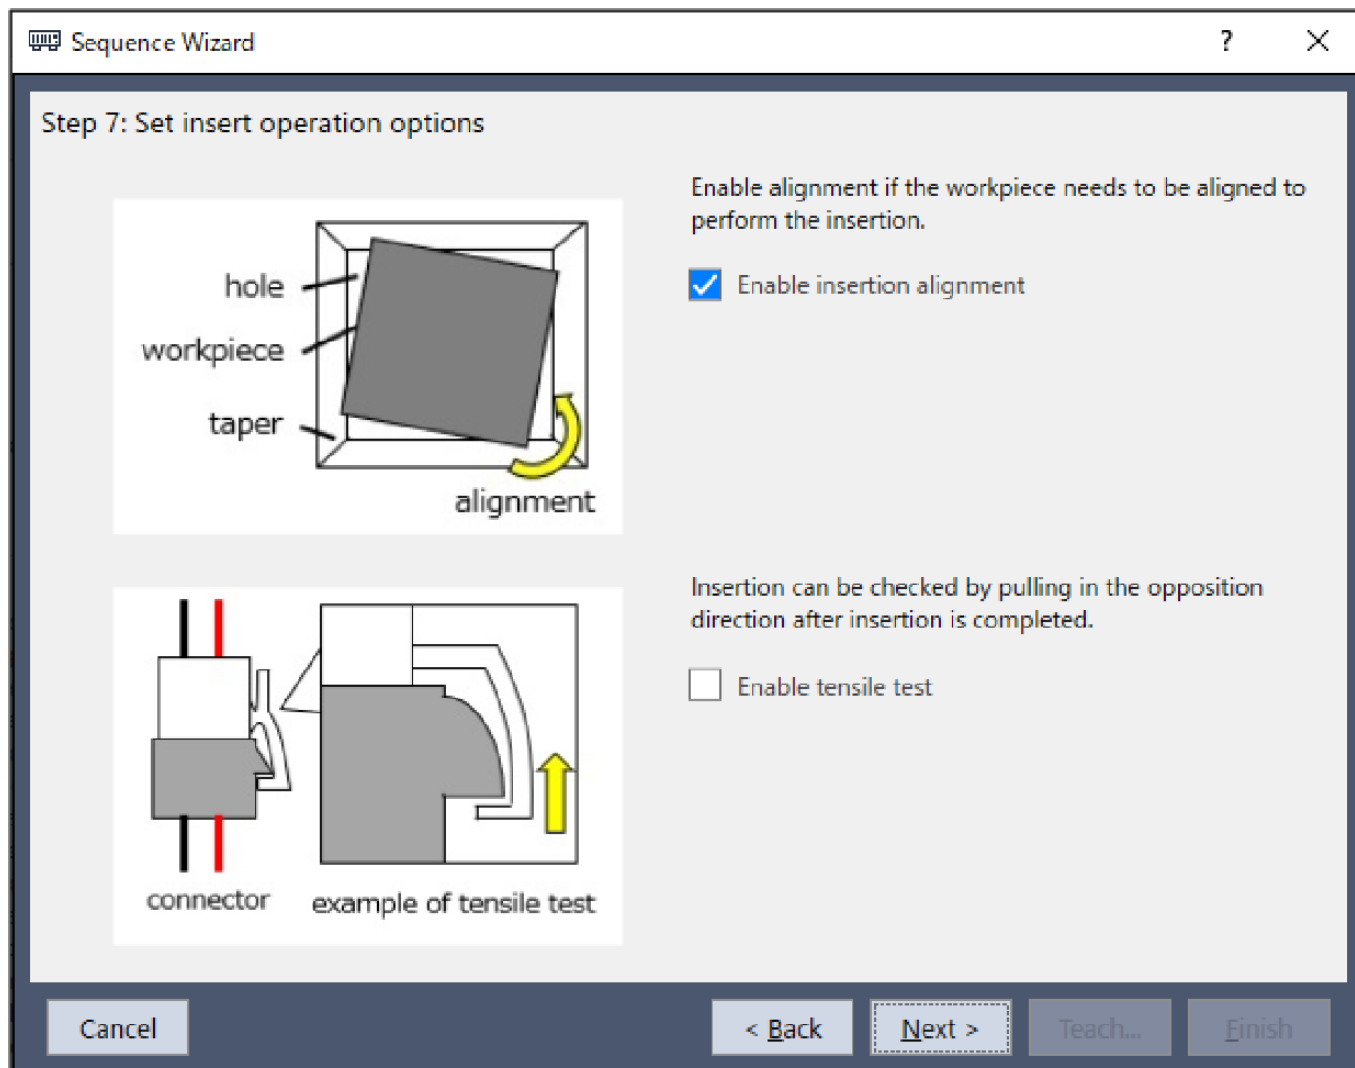 Sequence Wizard
?
Step 7: Set insert operation options
Enable alignment if the workpiece needs to be aligned to
perform the insertion.
Enable insertion alignment
hole
workpiece
taper
alignment
Insertion can be checked by pulling in the opposition
direction after insertion is completed.
Enable tensile test
connector
example of tensile test
Cancel
< Back
Next >
Teach...
Finish